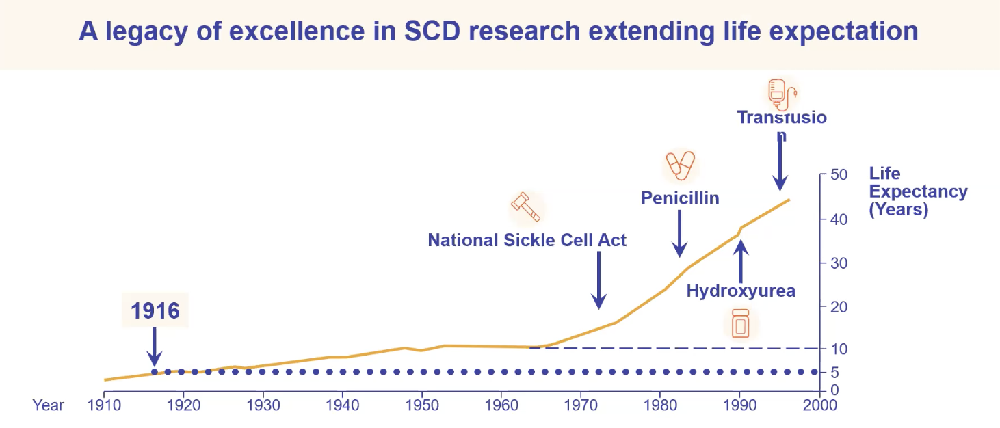 A legacy of excellence in SCD research extending life expectation
Transfusio
n
Penicillin
National Sickle Cell Act
1916
Hydroxyurea
Life
Expectancy
(Years)
50
40
30
20
10
5
0
Year 1910 1920 1930 1940 1950 1960 1970 1980 1990 2000